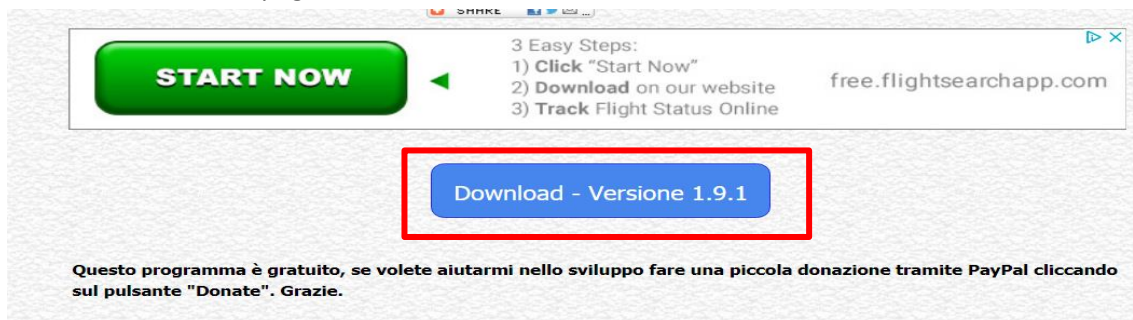 SHARE ...
3 Easy Steps:
START NOW
1) Click “Start Now”
2) Download on our website
free.flightsearchapp.com
3) Track Flight Status Online
Download - Versione 1.9.1
Questo programma è gratuito, se volete aiutarmi nello sviluppo fare una piccola donazione tramite PayPal cliccando
sul pulsante "Donate". Grazie.